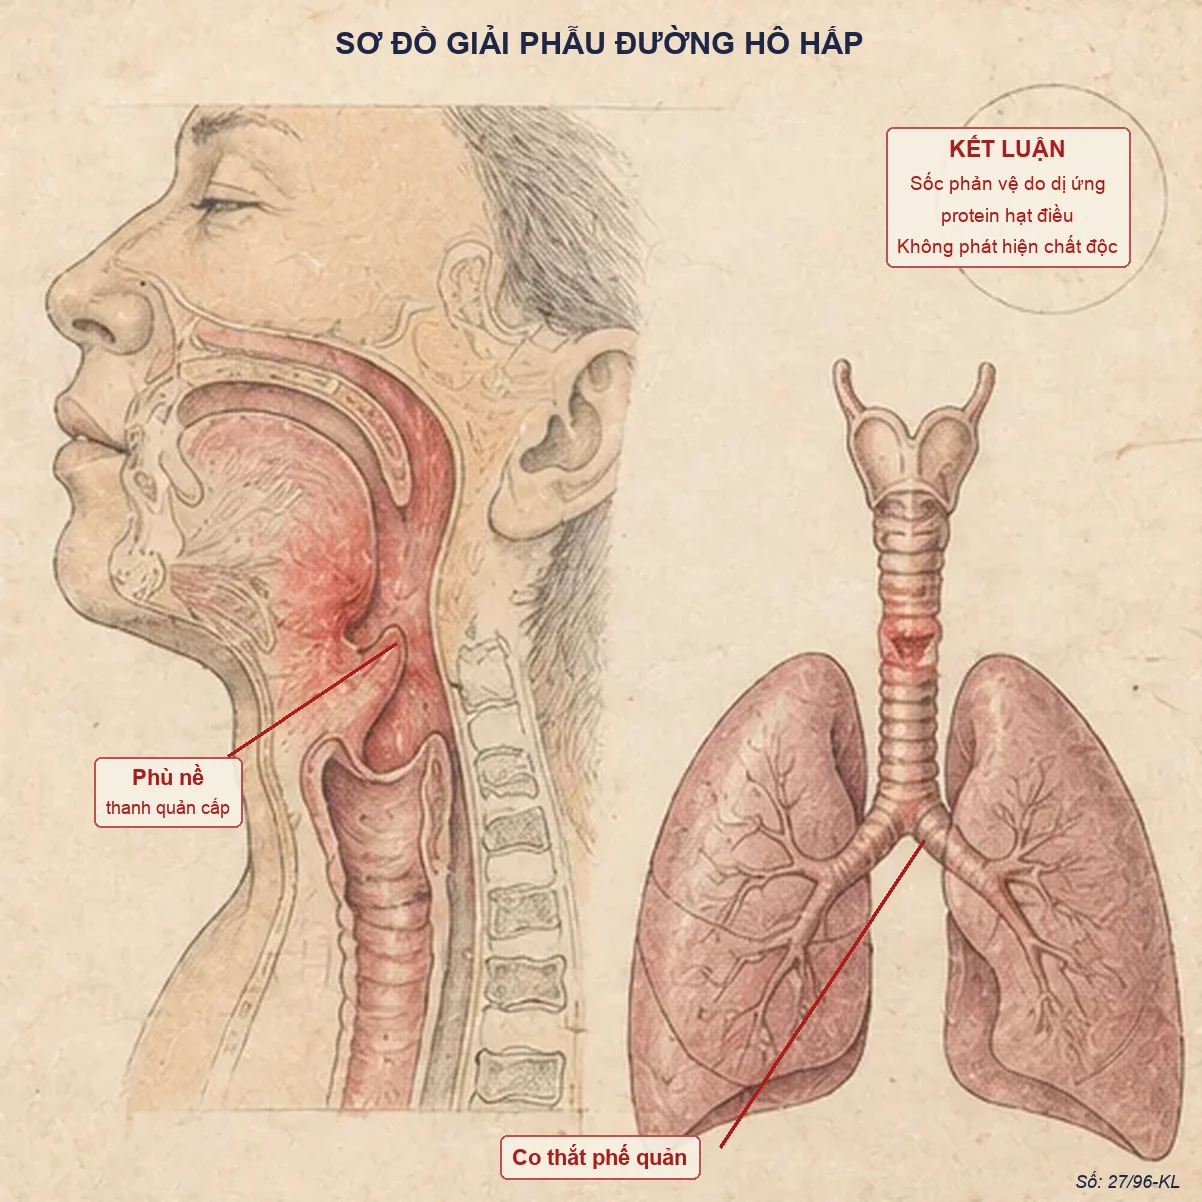 SƠ ĐỒ GIẢI PHẪU ĐƯỜNG HÔ HẤP
KẾT LUẬN
Sốc phản vệ do dị ứng
protein hạt điều
Không phát hiện chất độc
Phù nề
thanh quản cấp
Co thắt phế quản
Số: 27/96-KL